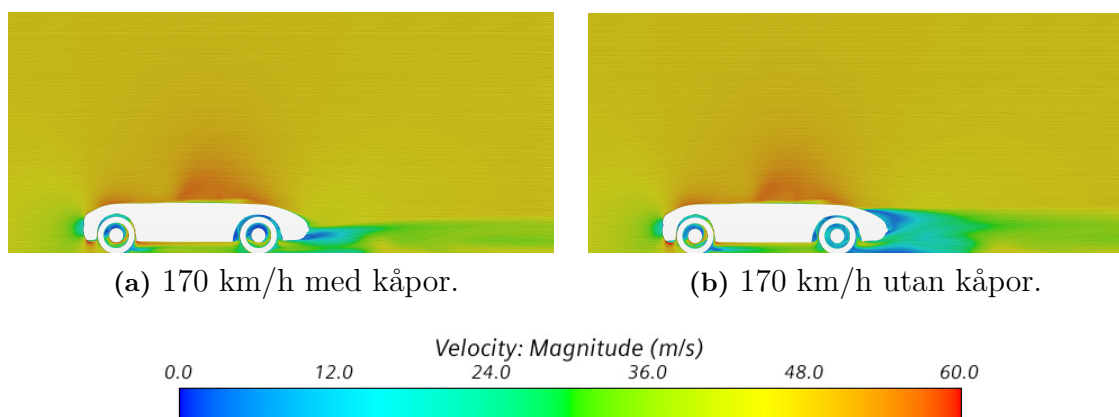 (a) 170 km/h med kåpor.
(b) 170 km/h utan kåpor.
Velocity: Magnitude (m/s)
0.0 12.0 24.0 36.0 48.0 60.0